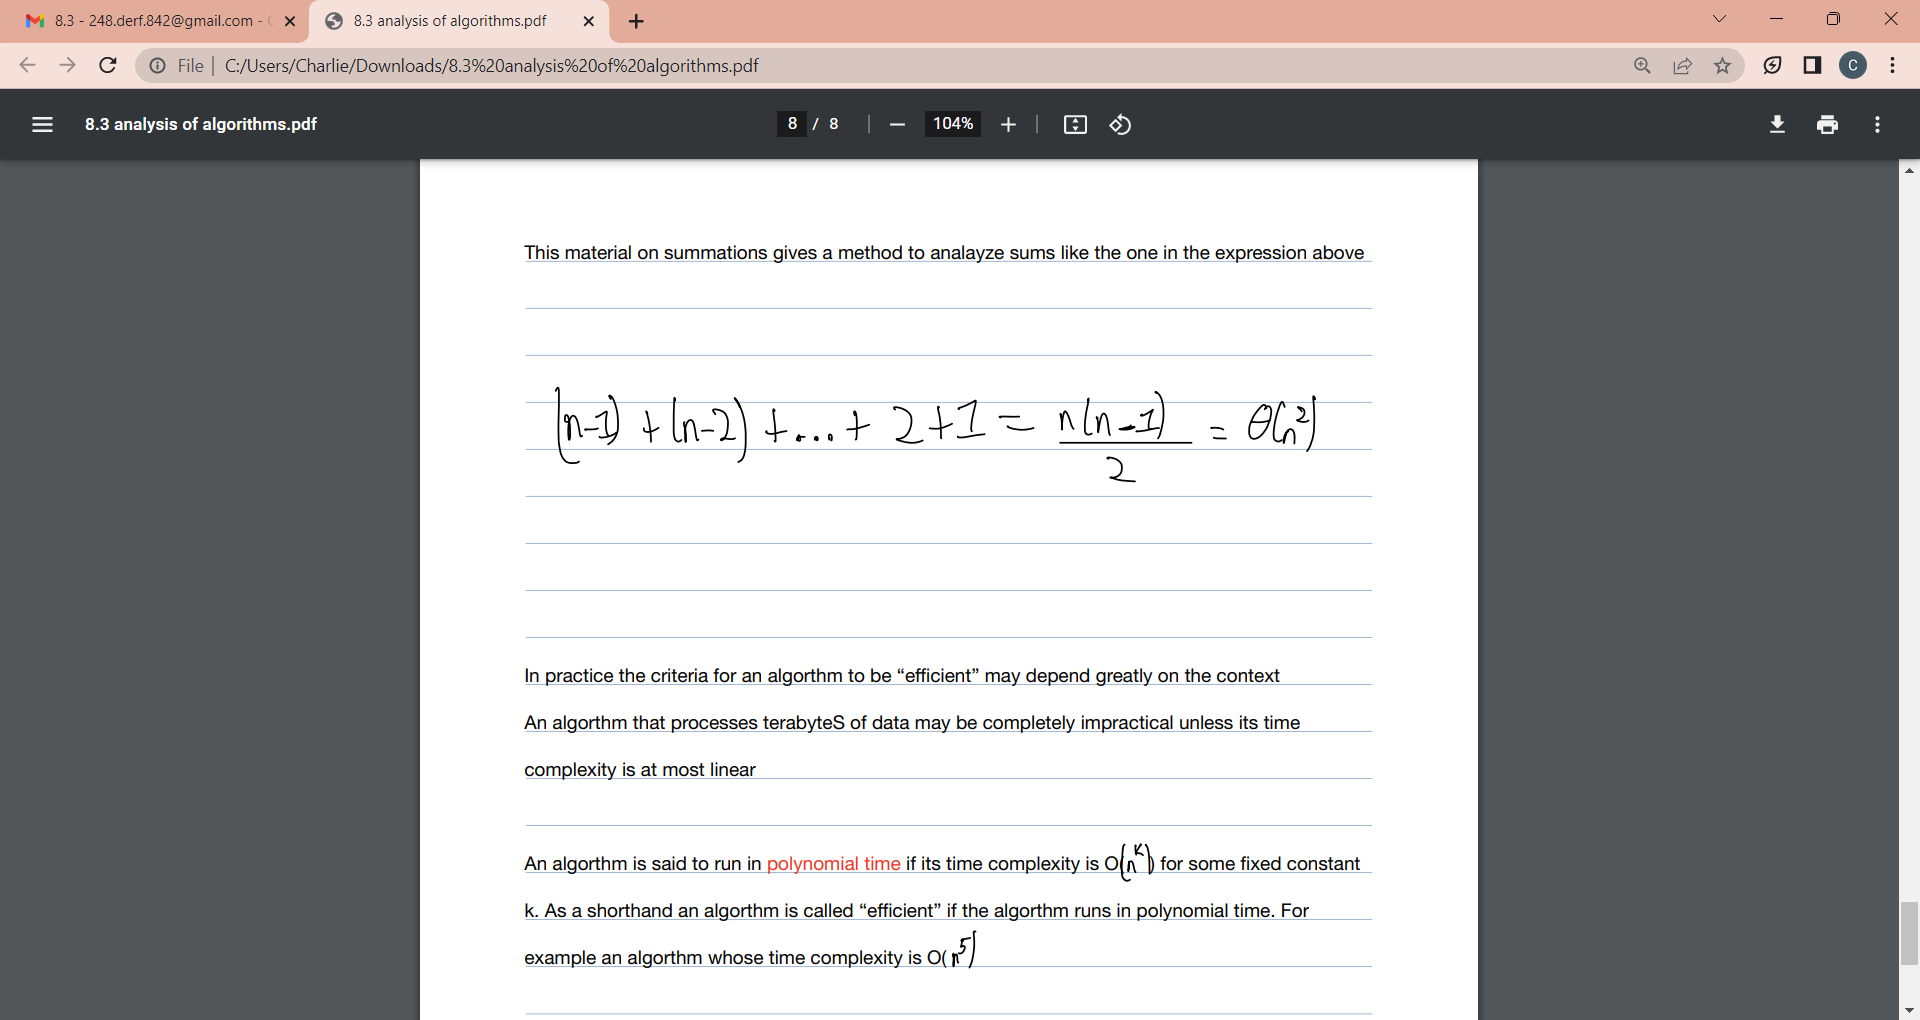 8.3 - 248.derf.842@gmail.com -
8.3 analysis of algorithms.pdf
File | C:/Users/Charlie/Downloads/8.3%20analysis%20of%20algorithms.pdf
C
8.3 analysis of algorithms.pdf
8 / 8
104%
This material on summations gives a method to analayze sums like the one in the expression above
(n-1) + (n-2) + ... + 2+1 = n(n-1)/2 = θ(n²)
In practice the criteria for an algorthm to be “efficient” may depend greatly on the context
An algorthm that processes terabyteS of data may be completely impractical unless its time
complexity is at most linear
An algorthm is said to run in polynomial time if its time complexity is O(n^k) for some fixed constant
k. As a shorthand an algorthm is called “efficient” if the algorthm runs in polynomial time. For
example an algorthm whose time complexity is O( n⁵)